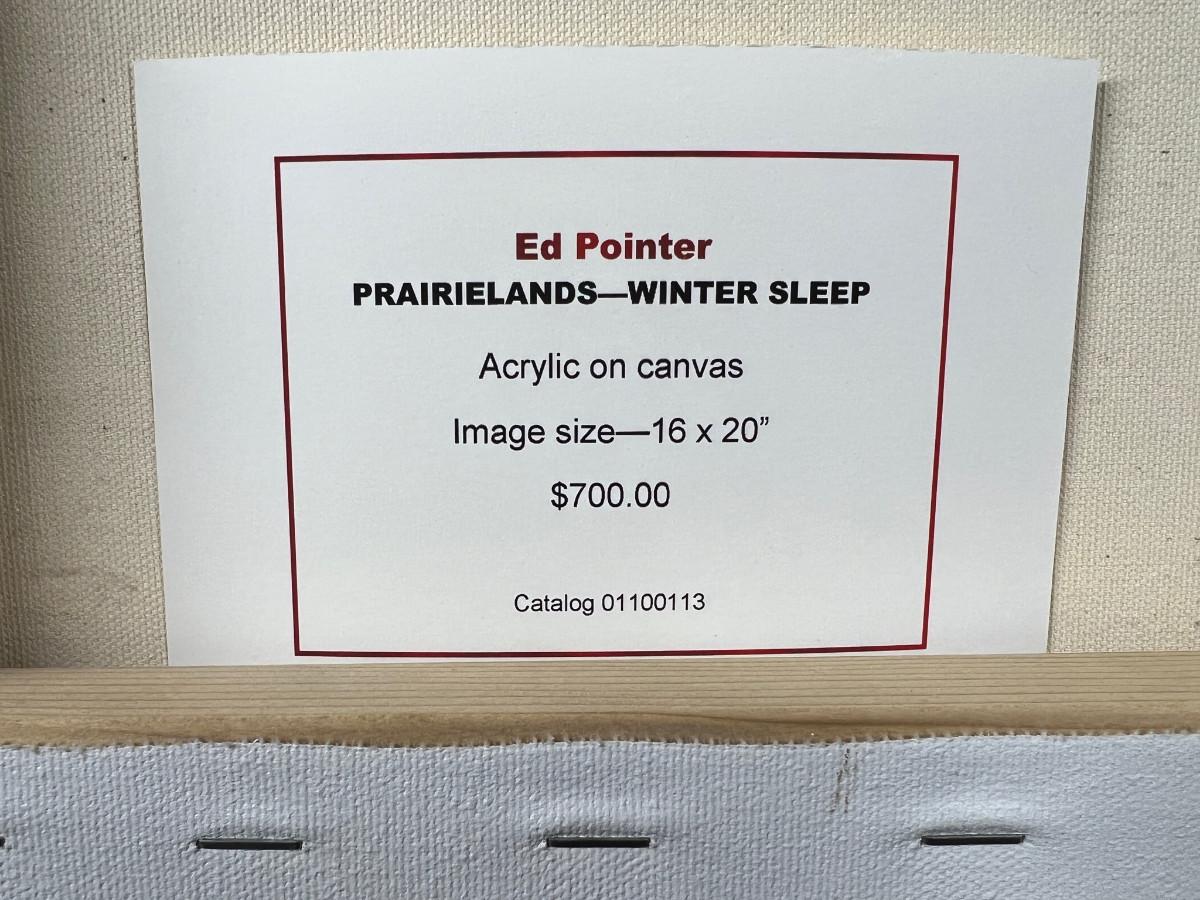 Ed Pointer
PRAIRIELANDS—WINTER SLEEP
Acrylic on canvas
Image size—16 x 20”
$700.00
Catalog 01100113